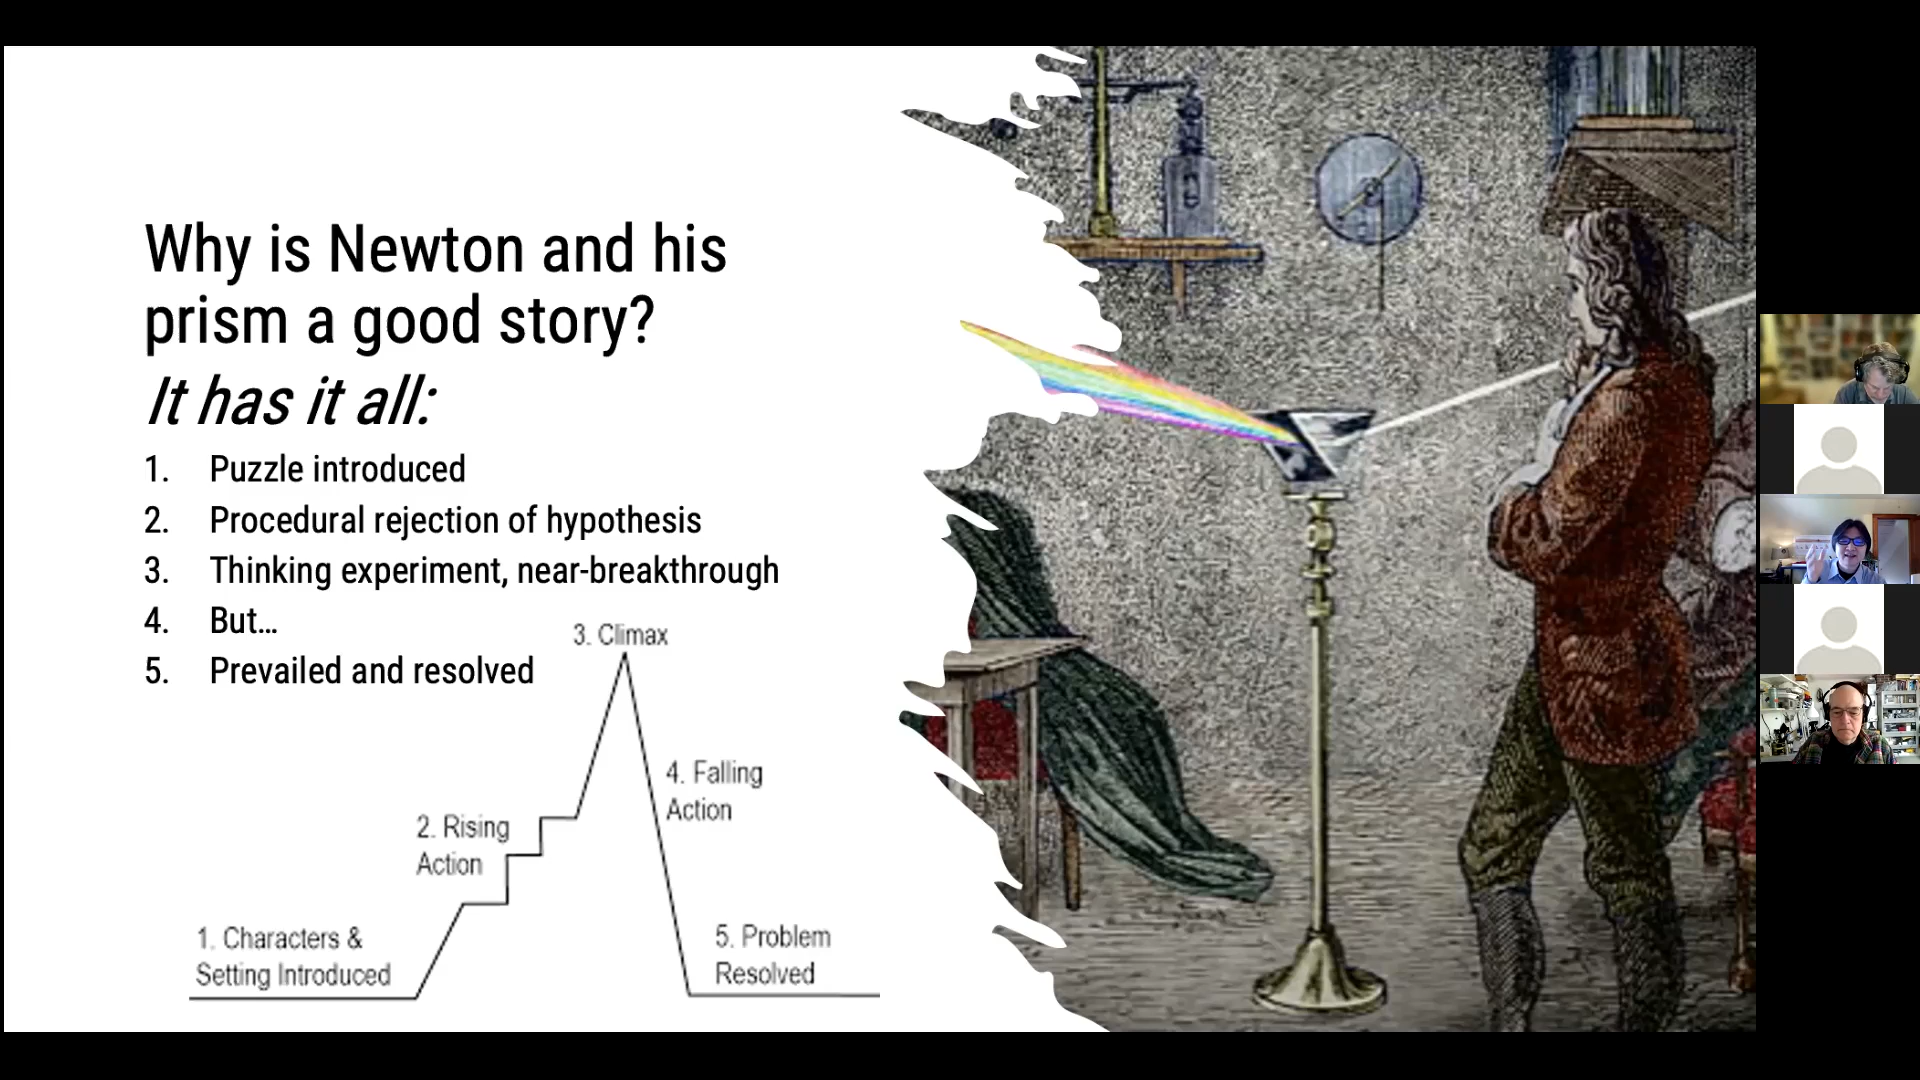 Why is Newton and his
prism a good story?
It has it all:
1. Puzzle introduced
2. Procedural rejection of hypothesis
3. Thinking experiment, near-breakthrough
4. But…
5. Prevailed and resolved
3. Climax
4. Falling
Action
2. Rising
Action
1. Characters &
Setting Introduced
5. Problem
Resolved